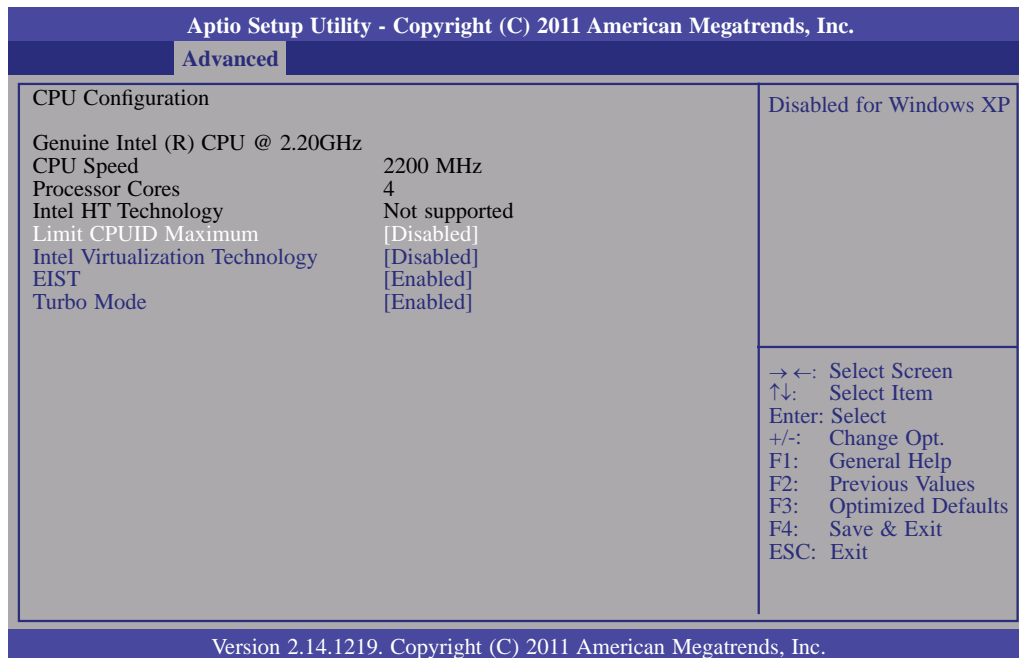 Aptio Setup Utility - Copyright (C) 2011 American Megatrends, Inc.
Advanced
CPU Configuration
Genuine Intel (R) CPU @ 2.20GHz
CPU Speed 2200 MHz
Processor Cores 4
Intel HT Technology Not supported
Limit CPUID Maximum [Disabled]
Intel Virtualization Technology [Disabled]
EIST [Enabled]
Turbo Mode [Enabled]
Disabled for Windows XP
→ ←: Select Screen
↑↓: Select Item
Enter: Select
+/-: Change Opt.
F1: General Help
F2: Previous Values
F3: Optimized Defaults
F4: Save & Exit
ESC: Exit
Version 2.14.1219. Copyright (C) 2011 American Megatrends, Inc.